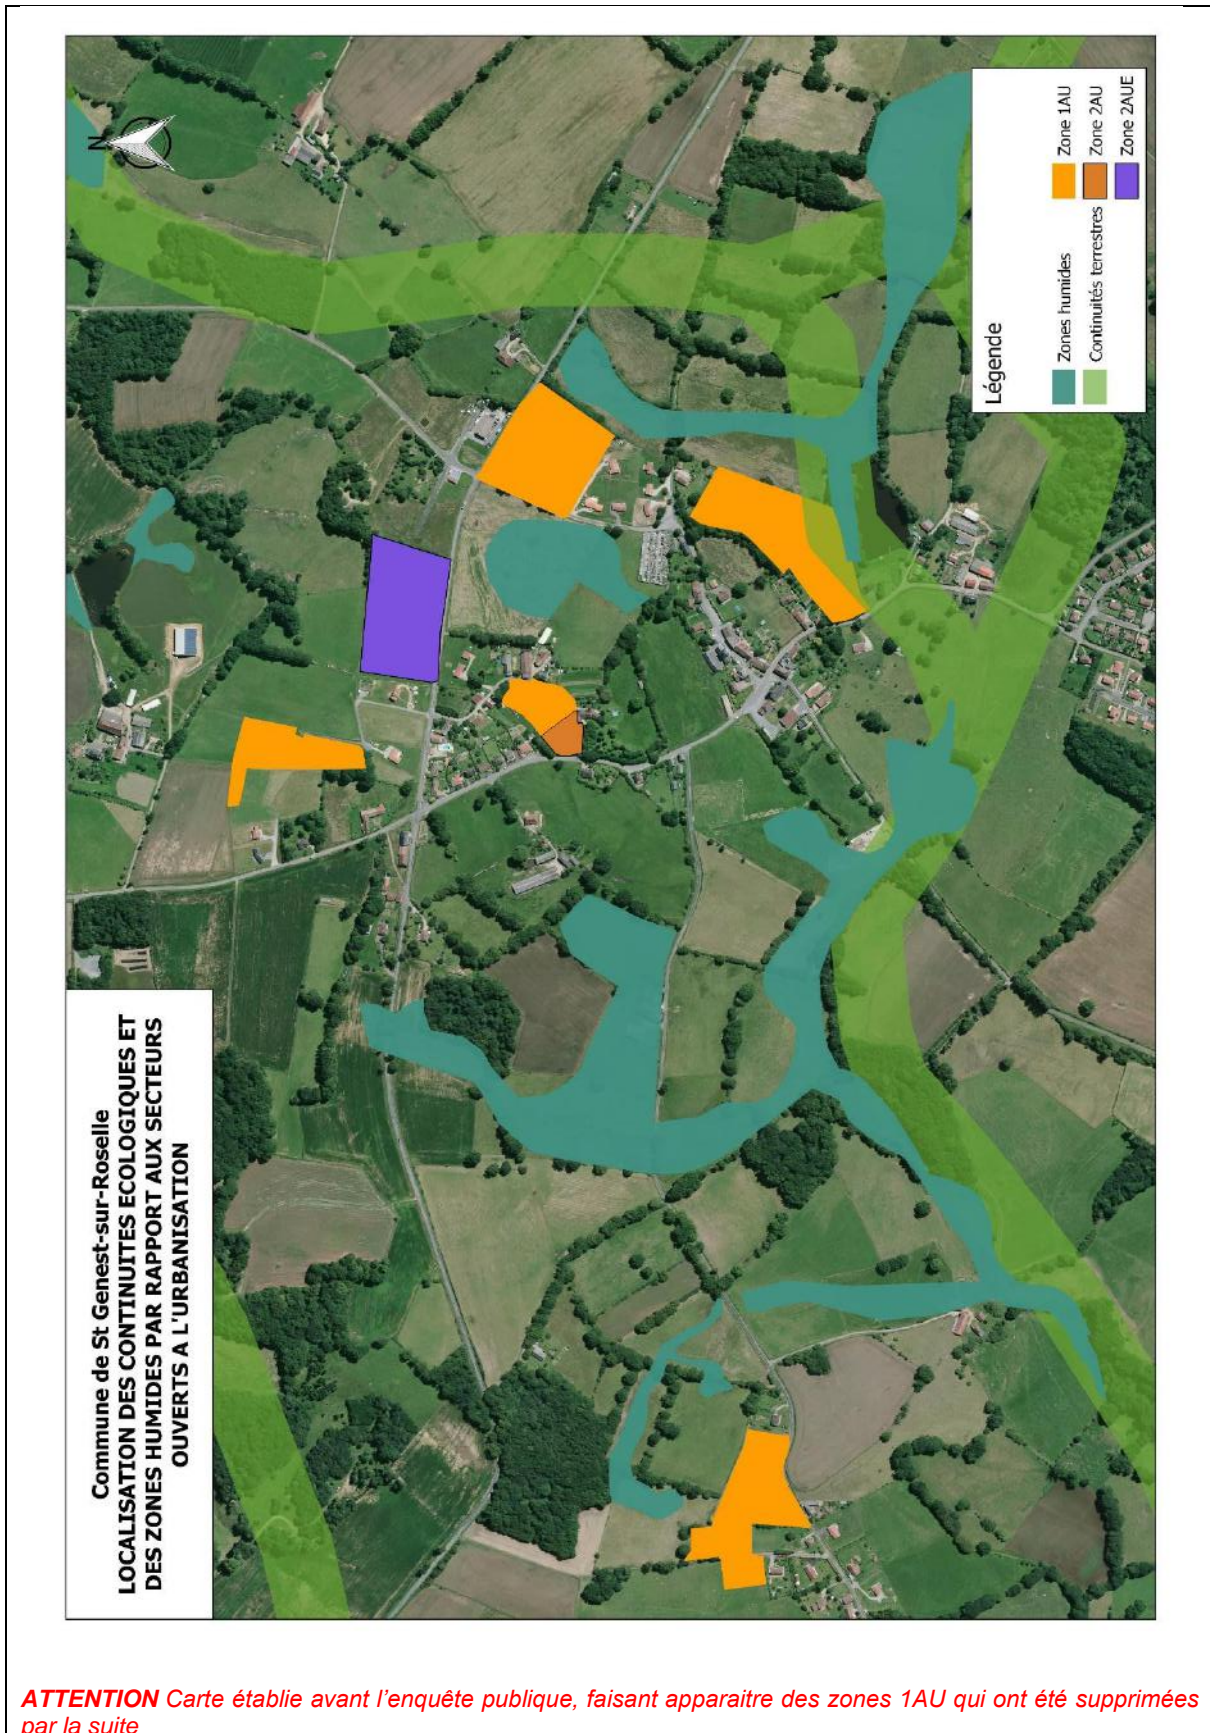 Commune de St Genest-sur-Roselle
LOCALISATION DES CONTINUITES ECOLOGIQUES ET
DES ZONES HUMIDES PAR RAPPORT AUX SECTEURS
OUVERTS A L'URBANISATION
N
Légende
Zones humides
Continuités terrestres
Zone 1AU
Zone 2AU
Zone 2AUE
ATTENTION Carte établie avant l'enquête publique, faisant apparaitre des zones 1AU qui ont été supprimées
par la suite